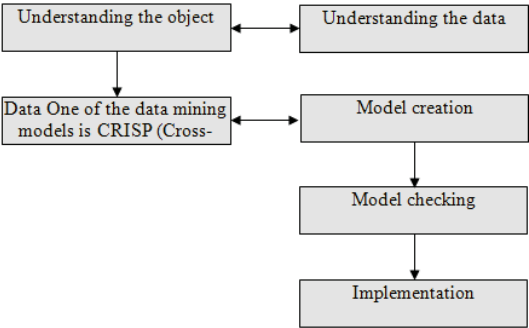 Understanding the object
Understanding the data
Data One of the data mining
models is CRISP (Cross-
Model creation
Model checking
Implementation